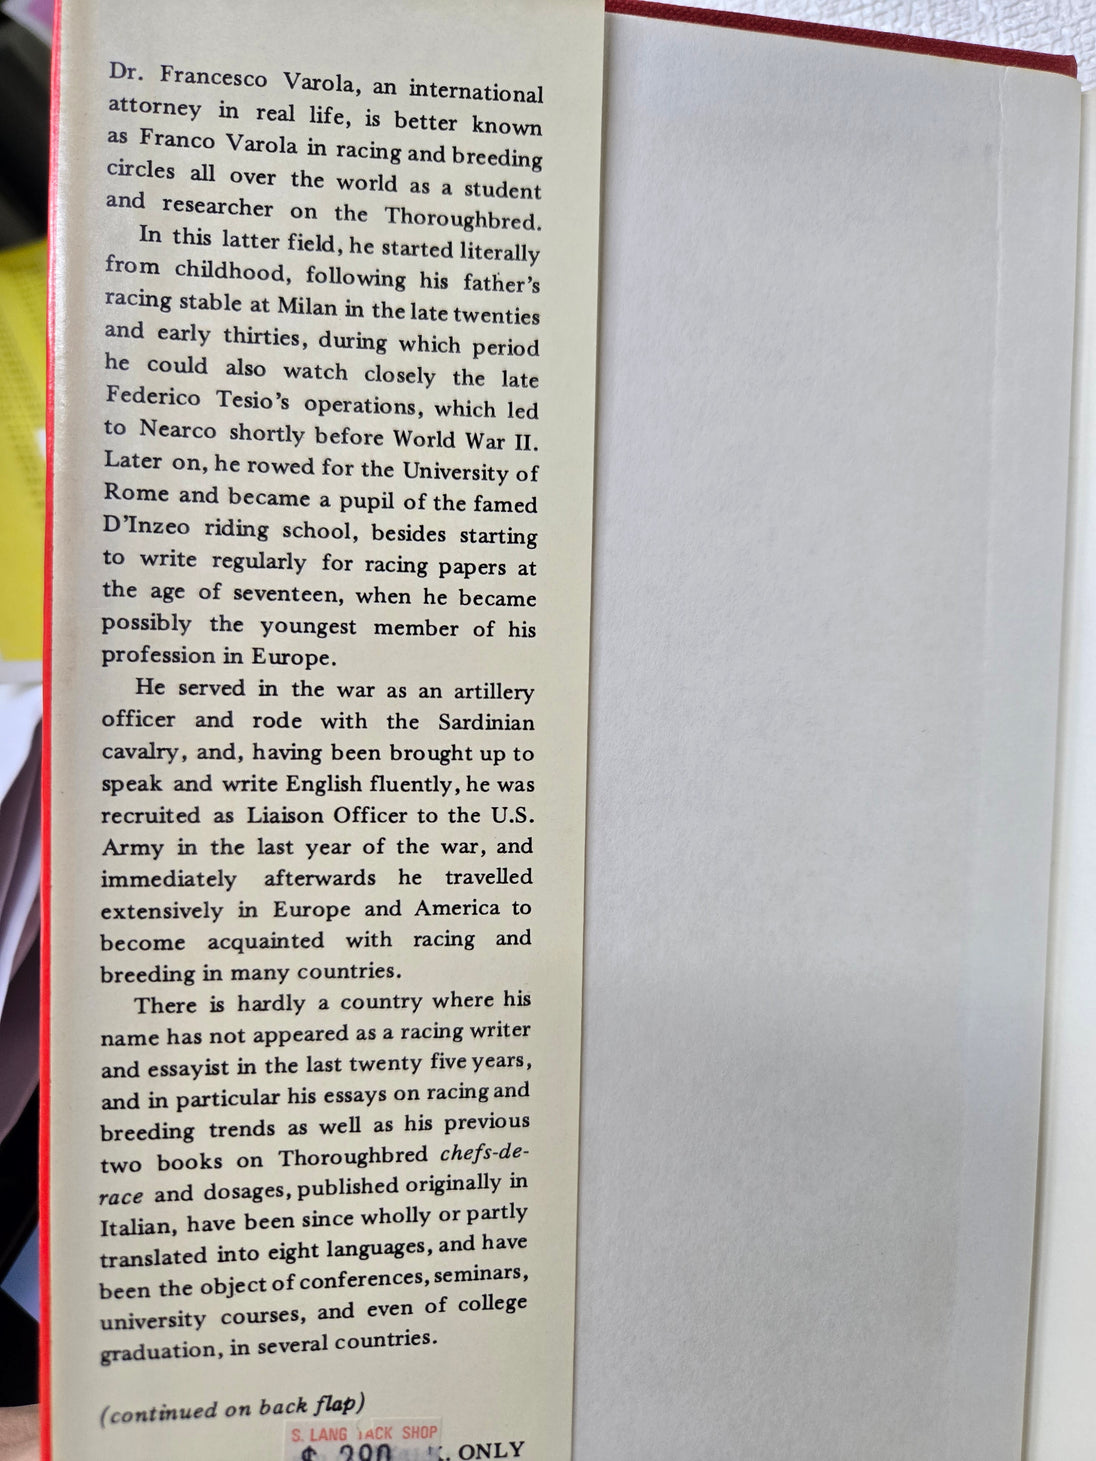 Dr. Francesco Varola, an international
attorney in real life, is better known
as Franco Varola in racing and breeding
circles all over the world as a student
and researcher on the Thoroughbred.
In this latter field, he started literally
from childhood, following his father's
racing stable at Milan in the late twenties
and early thirties, during which period
he could also watch closely the late
Federico Tesio's operations, which led
to Nearco shortly before World War II.
Later on, he rowed for the University of
Rome and became a pupil of the famed
D'Inzeo riding school, besides starting
to write regularly for racing papers at
the age of seventeen, when he became
possibly the youngest member of his
profession in Europe.
He served in the war as an artillery
officer and rode with the Sardinian
cavalry, and, having been brought up to
speak and write English fluently, he was
recruited as Liaison Officer to the U.S.
Army in the last year of the war, and
immediately afterwards he travelled
extensively in Europe and America to
become acquainted with racing and
breeding in many countries.
There is hardly a country where his
name has not appeared as a racing writer
and essayist in the last twenty five years,
and in particular his essays on racing and
breeding trends as well as his previous
two books on Thoroughbred chefs-de-
race and dosages, published originally in
Italian, have been since wholly or partly
translated into eight languages, and have
been the object of conferences, seminars,
university courses, and even of college
graduation, in several countries.
(continued on back flap)
S. LANG TACK SHOP
ONLY